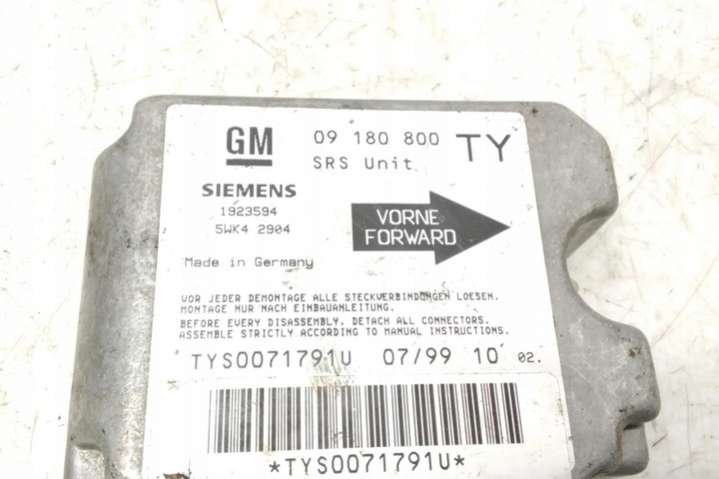 GM 09 180 800 TY
SRS Unit
SIEMENS
1923594
5WK4 2904
VORNE
FORWARD
Made in Germany
VOR JEDER DEMONTAGE ALLE STECKVERBINDUNGEN LOESEN.
MONTAGE NUR NACH EINBAUANLEITUNG.
BEFORE EVERY DISASSEMBLY, DETACH ALL CONNECTORS.
ASSEMBLE STRICTLY ACCORDING TO MANUAL INSTRUCTIONS.
TYS0071791U 07/99 10 02.
*TYS0071791U*